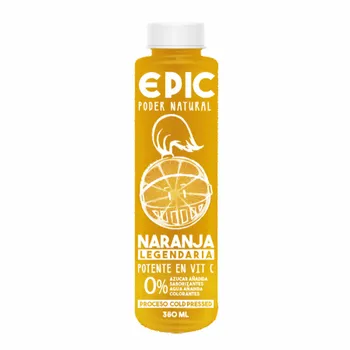 EPIC
PODER NATURAL
NARANJA
LEGENDARIA
POTENTE EN VIT C
0% AZUCAR AÑADIDA
SABORIZANTES
AGUA AÑADIDA
COLORANTES
PROCESO COLD PRESSED
360 ML